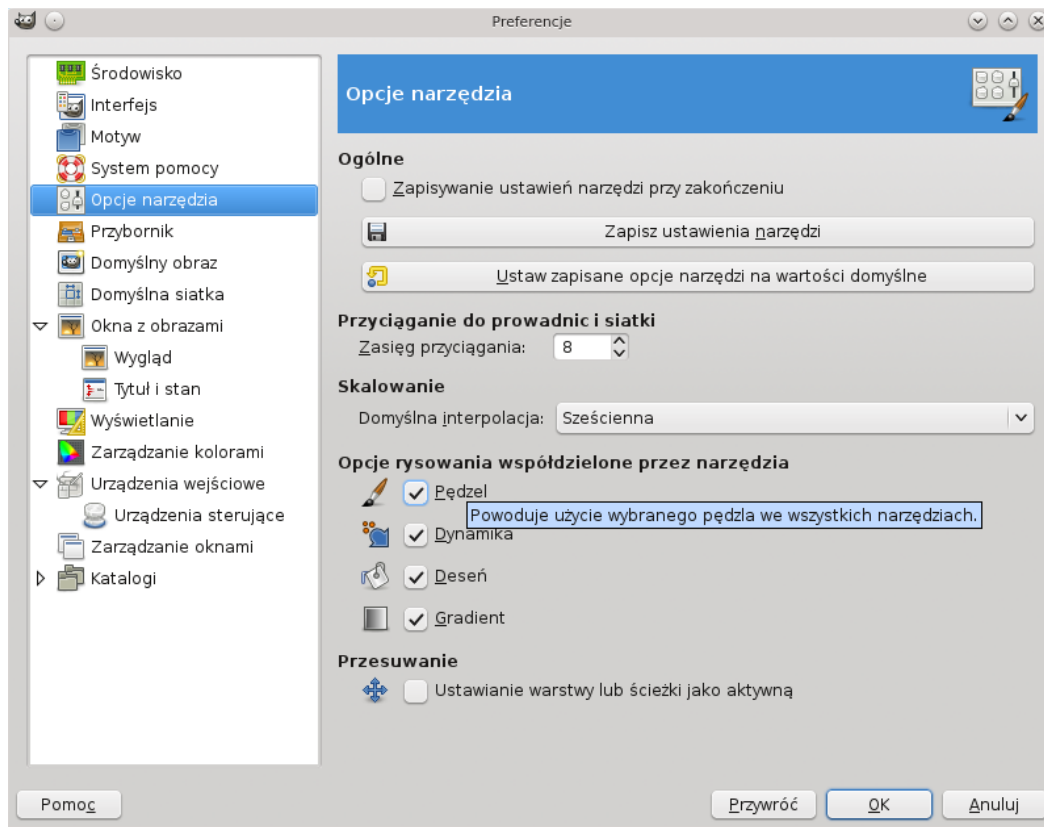 Preferencje
Środowisko
Interfejs
Motyw
System pomocy
Opcje narzędzia
Przybornik
Domyślny obraz
Domyślna siatka
Okna z obrazami
Wygląd
Tytuł i stan
Wyświetlanie
Zarządzanie kolorami
Urządzenia wejściowe
Urządzenia sterujące
Zarządzanie oknami
Katalogi
Opcje narzędzia
Ogólne
Zapisywanie ustawień narzędzi przy zakończeniu
Zapisz ustawienia narzędzi
Ustaw zapisane opcje narzędzi na wartości domyślne
Przyciąganie do prowadnic i siatki
Zasięg przyciągania: 8
Skalowanie
Domyślna interpolacja: Sześcienna
Opcje rysowania współdzielone przez narzędzia
Pędzel
Powoduje użycie wybranego pędzla we wszystkich narzędziach.
Dynamika
Deseń
Gradient
Przesuwanie
Ustawianie warstwy lub ścieżki jako aktywną
Pomoc
Przywróć
OK
Anuluj